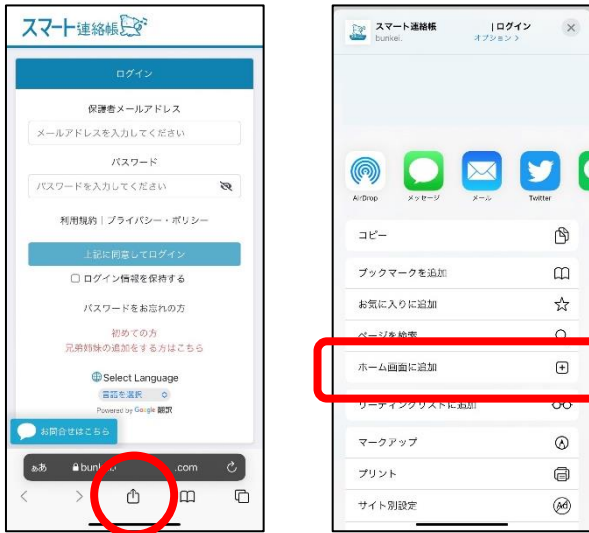 スマート連絡帳
ログイン
保護者メールアドレス
メールアドレスを入力してください
パスワード
パスワードを入力してください
利用規約｜プライバシー・ポリシー
上記に同意してログイン
ログイン情報を保持する
パスワードをお忘れの方
初めての方
兄弟姉妹の追加をする方はこちら
Select Language
言語を選択
Powered by Google 翻訳
お問合せはこちら
ああ
.com
スマート連絡帳 | ログイン
bunkei. オプション >
AirDrop メッセージ メール Twitter
コピー
ブックマークを追加
お気に入りに追加
ページを検索
ホーム画面に追加
リーディングリストに追加
マークアップ
プリント
サイト別設定
Ad